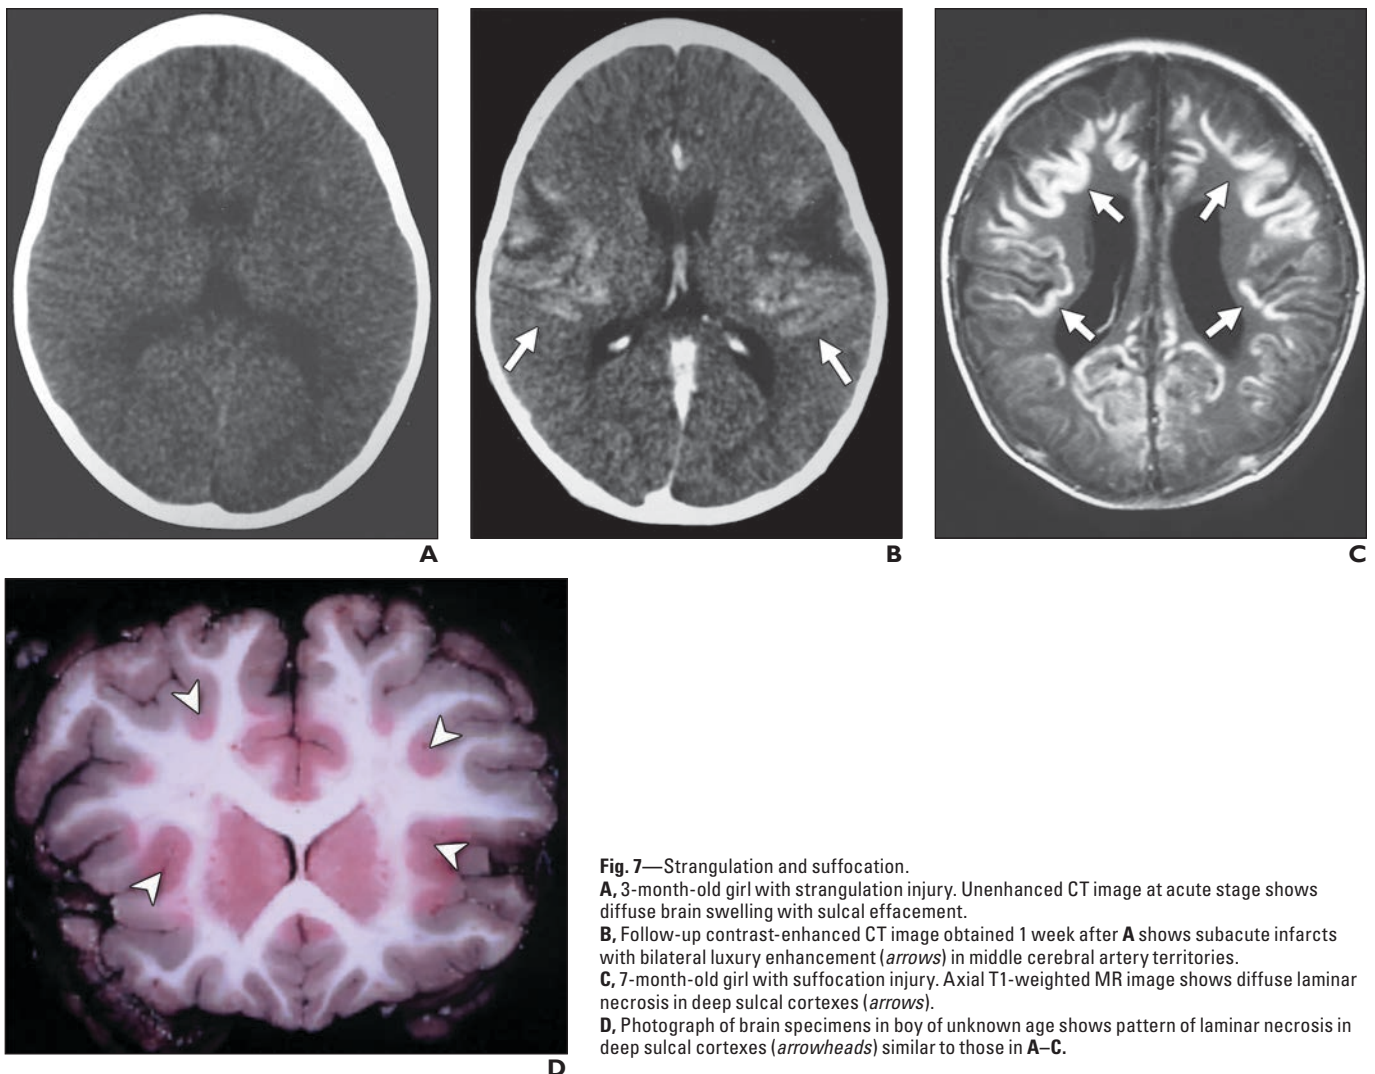 A
B
C
D
Fig. 7—Strangulation and suffocation.
A, 3-month-old girl with strangulation injury. Unenhanced CT image at acute stage shows
diffuse brain swelling with sulcal effacement.
B, Follow-up contrast-enhanced CT image obtained 1 week after A shows subacute infarcts
with bilateral luxury enhancement (arrows) in middle cerebral artery territories.
C, 7-month-old girl with suffocation injury. Axial T1-weighted MR image shows diffuse laminar
necrosis in deep sulcal cortexes (arrows).
D, Photograph of brain specimens in boy of unknown age shows pattern of laminar necrosis in
deep sulcal cortexes (arrowheads) similar to those in A–C.